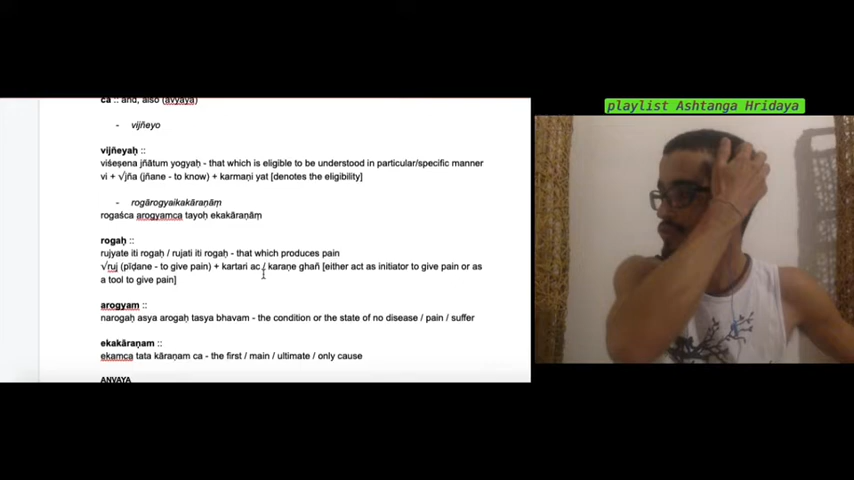 ca :: and, also (avyaya)
- vijñeyo
vijñeyaḥ ::
viśeṣena jñātum yogyaḥ - that which is eligible to be understood in particular/specific manner
vi + √jña (jñane - to know) + karmaṇi yat [denotes the eligibility]
- rogārogyaikakāraṇāṃ
rogaśca arogyamca tayoḥ ekakāraṇāṃ
rogaḥ ::
rujyate iti rogaḥ / rujati iti rogaḥ - that which produces pain
√ruj (pīḍane - to give pain) + kartari ac / karaṇe ghañ [either act as initiator to give pain or as
a tool to give pain]
arogyam ::
narogaḥ asya arogaḥ tasya bhavam - the condition or the state of no disease / pain / suffer
ekakāraṇam ::
ekamca tata kāraṇam ca - the first / main / ultimate / only cause
ANVAYA
playlist Ashtanga Hridaya